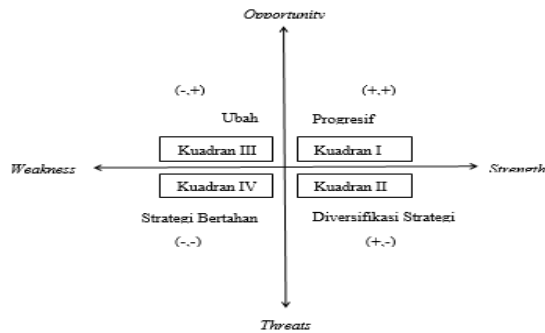 Opportunity
(-,+) (+,+)
Ubah Progresif
Kuadran III Kuadran I
Weakness Strength
Kuadran IV Kuadran II
Strategi Bertahan Diversifikasi Strategi
(-,-) (+,-)
Threats